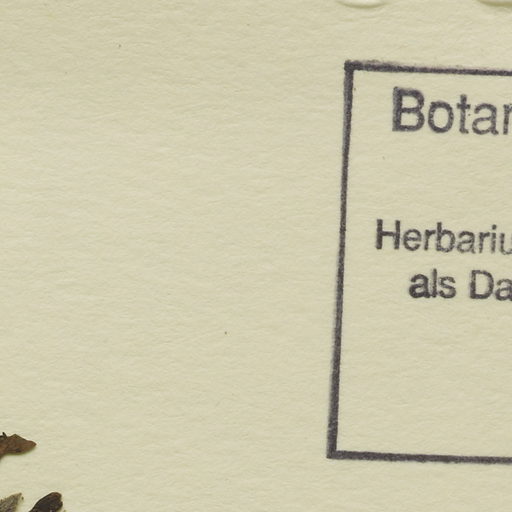 Botan
Herbariu
als Da